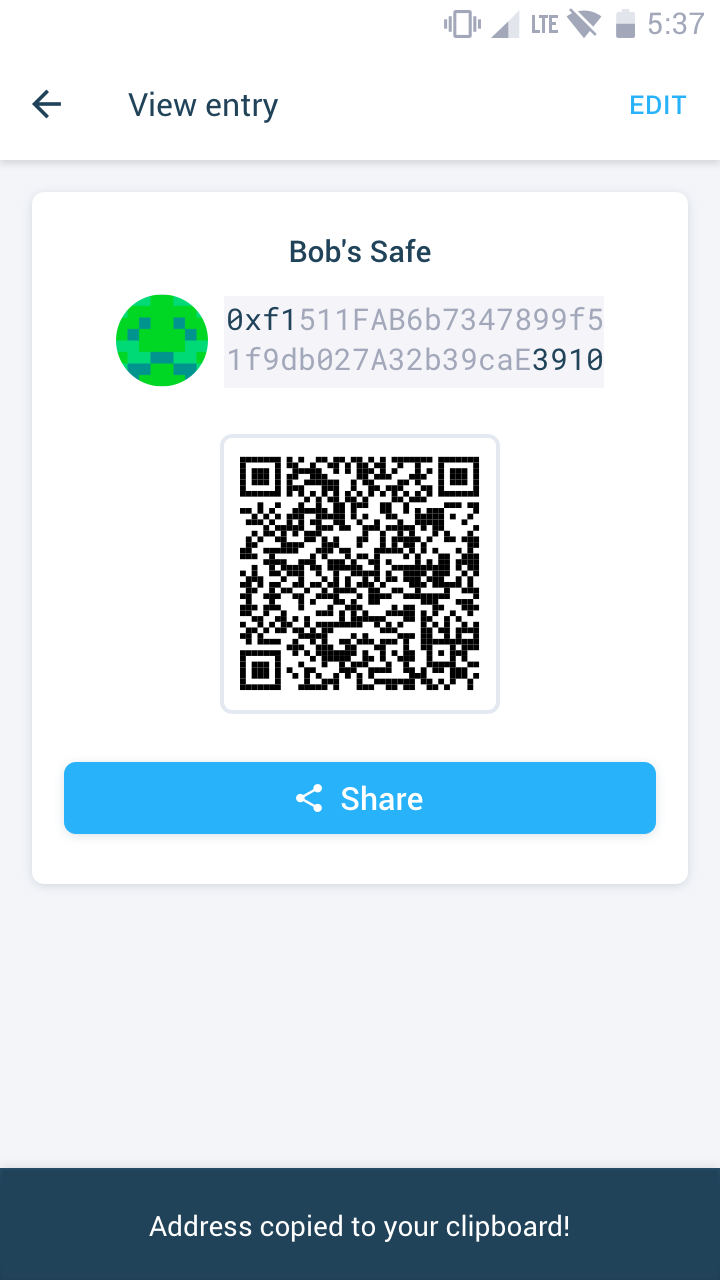 LTE 5:37
View entry EDIT
Bob's Safe
0xf1511FAB6b7347899f5
1f9db027A32b39caE3910
Share
Address copied to your clipboard!